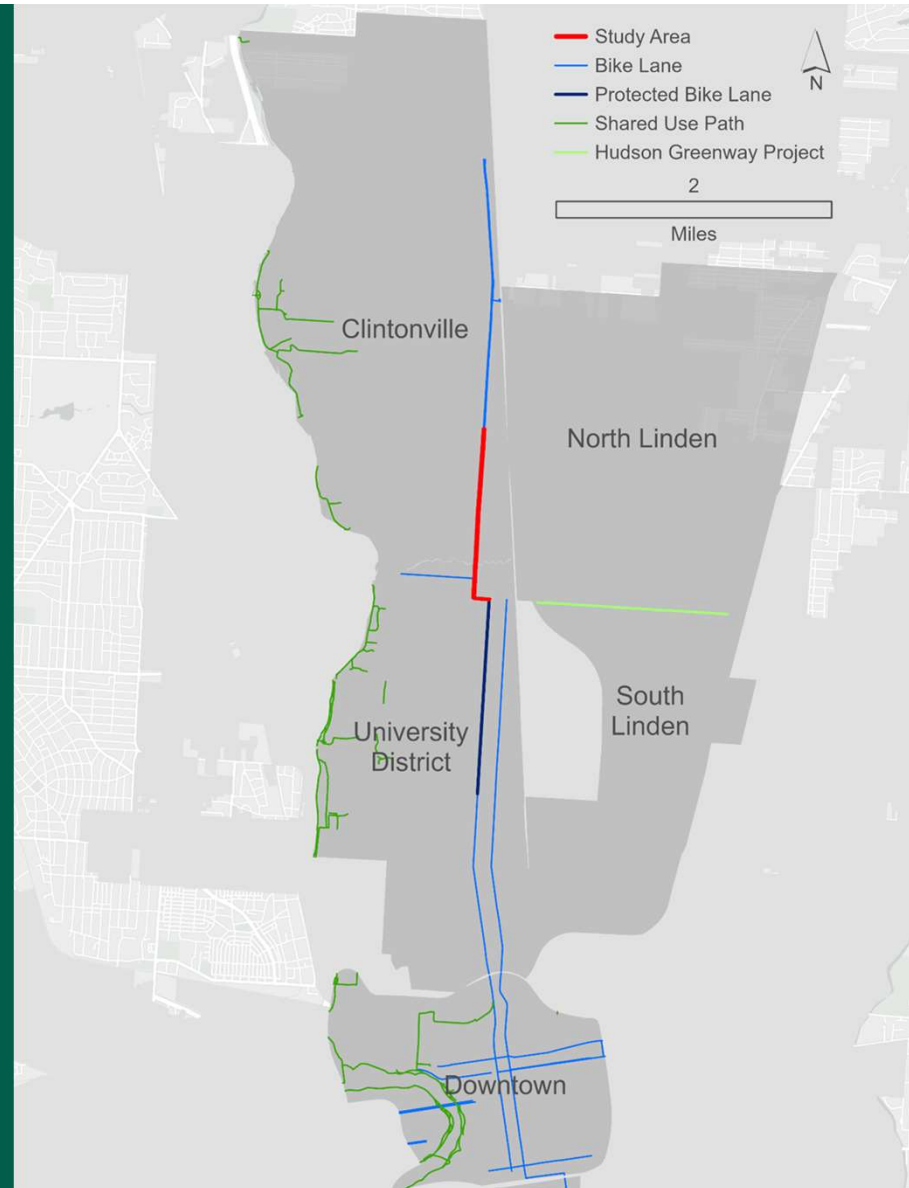 Study Area
Bike Lane
Protected Bike Lane
Shared Use Path
Hudson Greenway Project
N
2
Miles
Clintonville
North Linden
South
Linden
University
District
Downtown